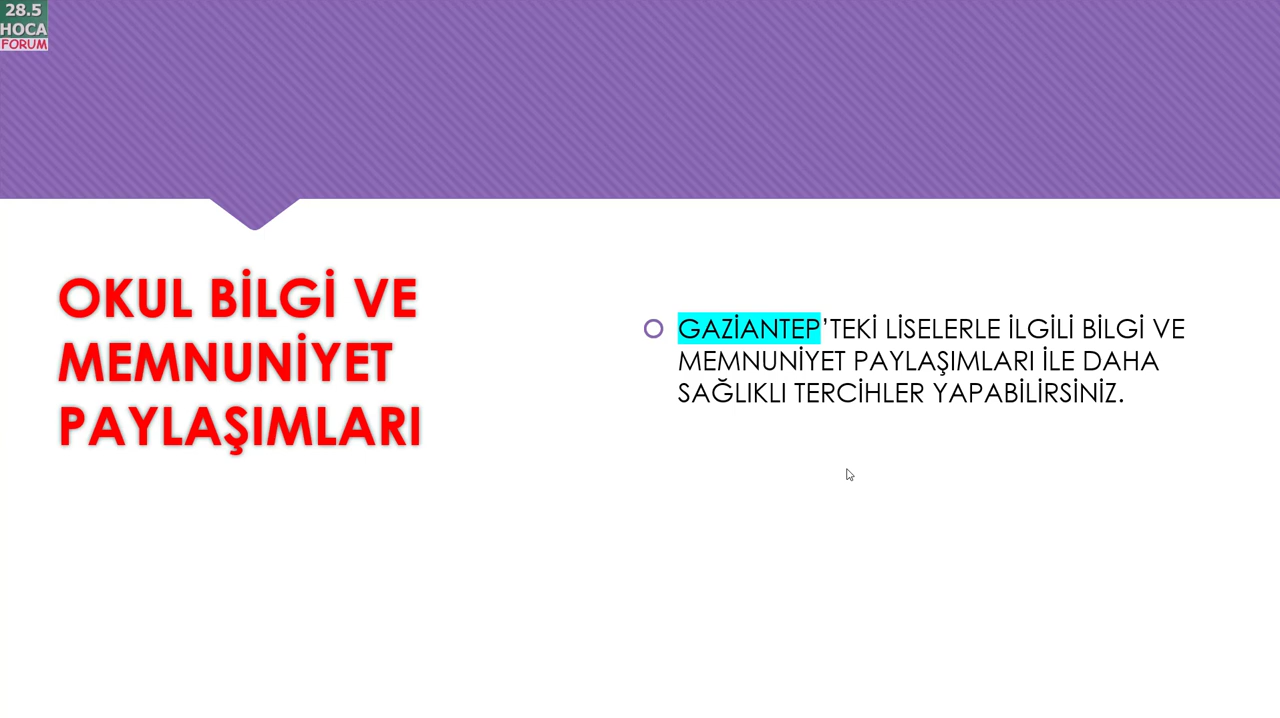 28.5
HOCA
FORUM
OKUL BİLGİ VE
MEMNUNİYET
PAYLAŞIMLARI
GAZİANTEP’TEKİ LİSELERLE İLGİLİ BİLGİ VE
MEMNUNİYET PAYLAŞIMLARI İLE DAHA
SAĞLIKLI TERCİHLER YAPABİLİRSİNİZ.